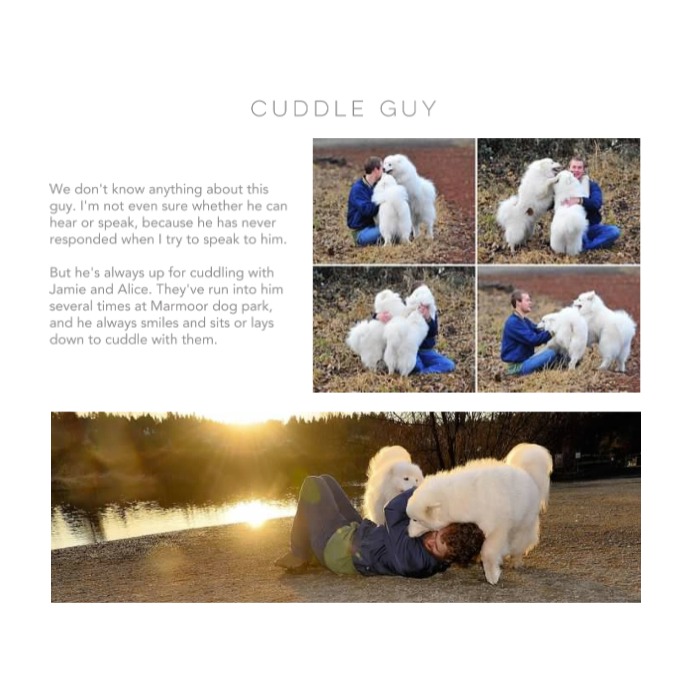 CUDDLE GUY
We don't know anything about this
guy. I'm not even sure whether he can
hear or speak, because he has never
responded when I try to speak to him.
But he's always up for cuddling with
Jamie and Alice. They've run into him
several times at Marmoor dog park,
and he always smiles and sits or lays
down to cuddle with them.